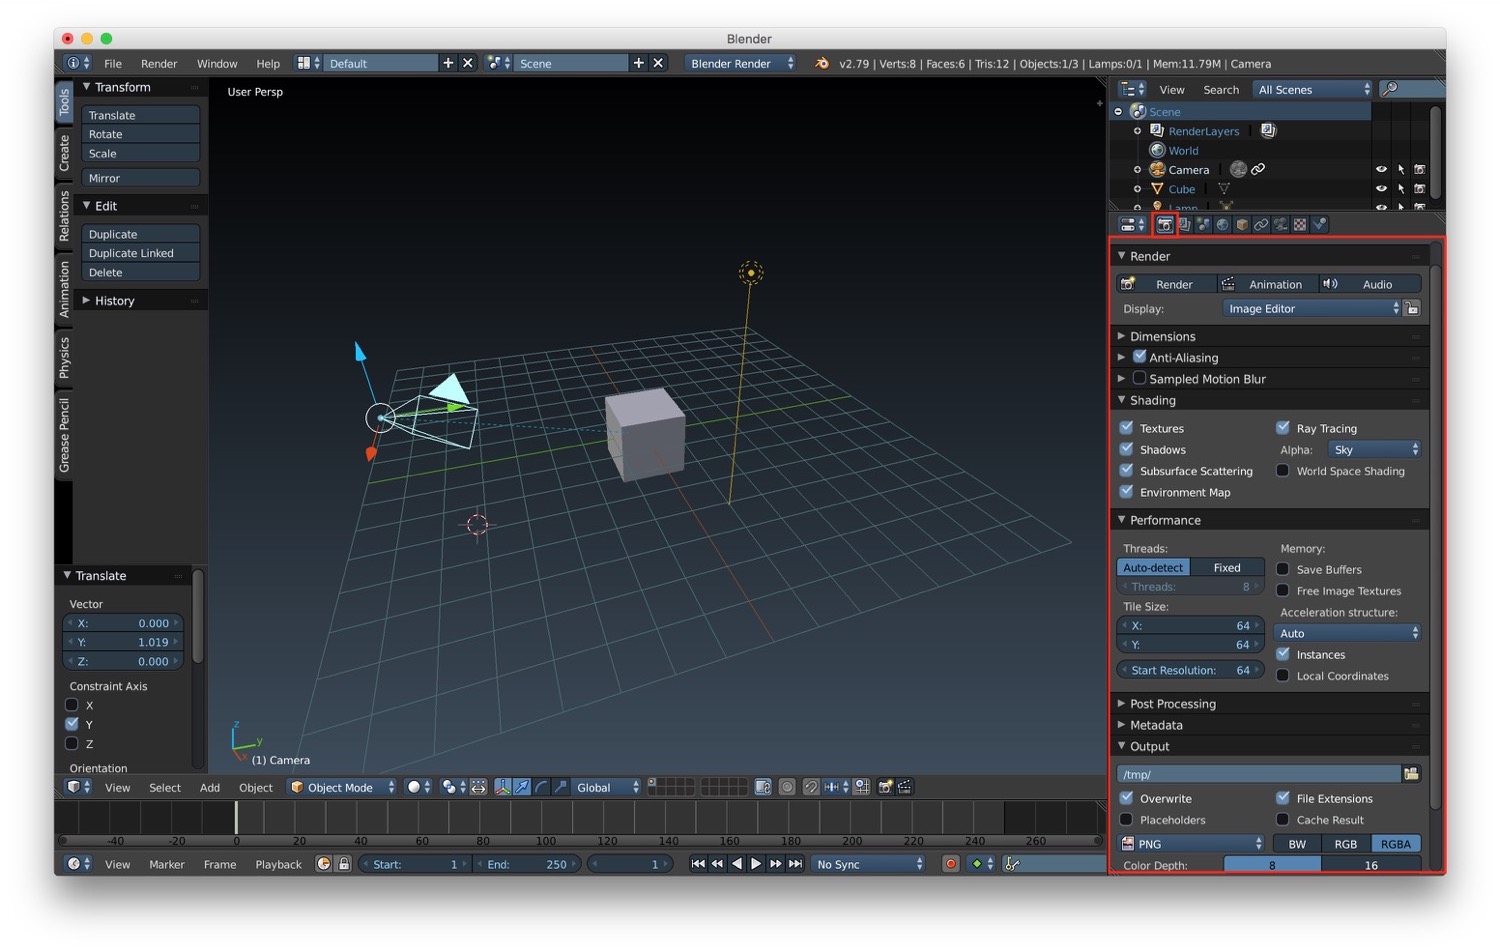 Blender
File Render Window Help Default Scene Blender Render v2.79 | Verts:8 | Faces:6 | Tris:12 | Objects:1/3 | Lamps:0/1 | Mem:11.79M | Camera
Tools
Create
Relations
Animation
Physics
Grease Pencil
Transform
Translate
Rotate
Scale
Mirror
Edit
Duplicate
Duplicate Linked
Delete
History
Translate
Vector
X: 0.000
Y: 1.019
Z: 0.000
Constraint Axis
X
Y
Z
Orientation
User Persp
z
y
x
(1) Camera
View Select Add Object Object Mode Global
-40 -20 0 20 40 60 80 100 120 140 160 180 200 220 240 260
View Marker Frame Playback Start: 1 End: 250 1 No Sync
View Search All Scenes
Scene
RenderLayers
World
Camera
Cube
Lamp
Render
Render Animation Audio
Display: Image Editor
Dimensions
Anti-Aliasing
Sampled Motion Blur
Shading
Textures Ray Tracing
Shadows Alpha: Sky
Subsurface Scattering World Space Shading
Environment Map
Performance
Threads: Memory:
Auto-detect Fixed Save Buffers
Threads: 8 Free Image Textures
Tile Size: Acceleration structure:
X: 64 Auto
Y: 64 Instances
Start Resolution: 64 Local Coordinates
Post Processing
Metadata
Output
/tmp/
Overwrite File Extensions
Placeholders Cache Result
PNG BW RGB RGBA
Color Depth: 8 16